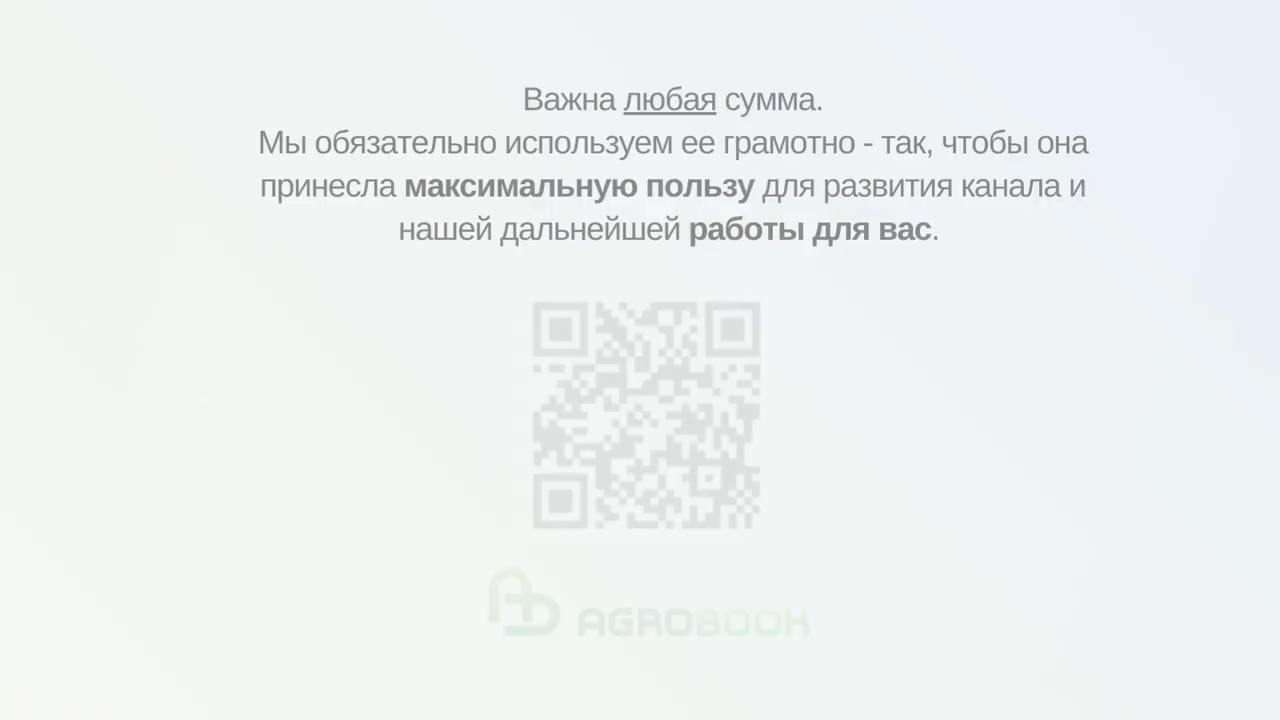 Важна любая сумма.
Мы обязательно используем ее грамотно - так, чтобы она
принесла максимальную пользу для развития канала и
нашей дальнейшей работы для вас.
AGROBOOK